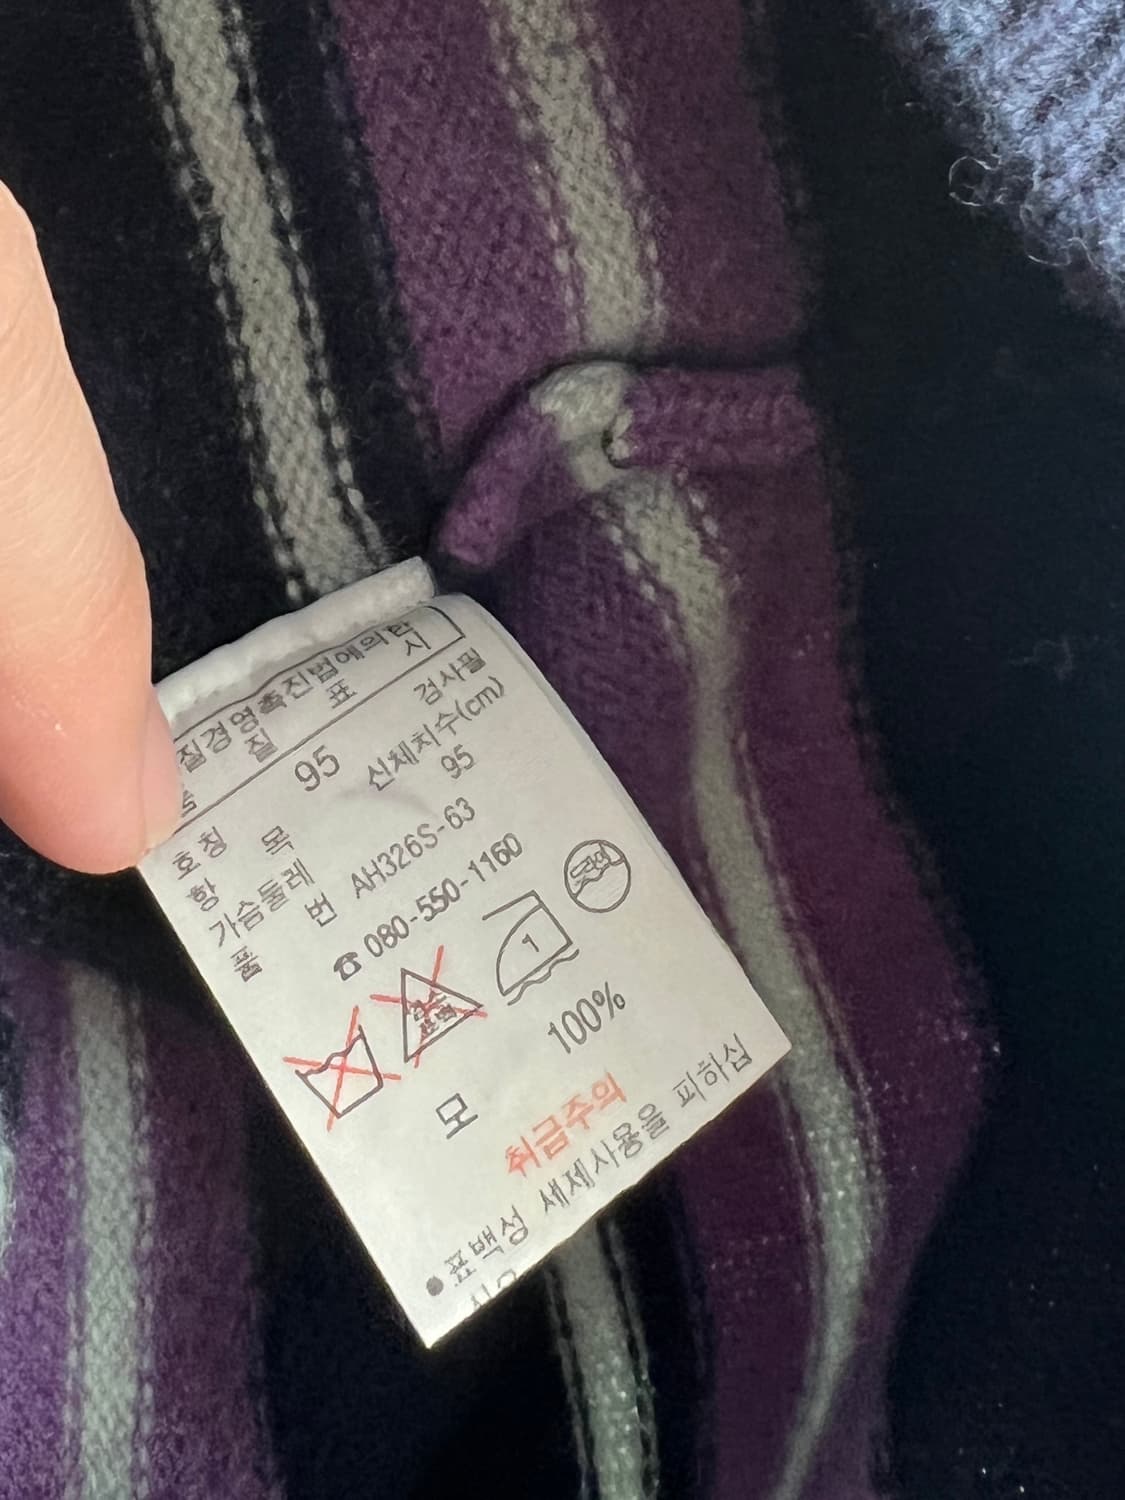 품질경영촉진법에의한
품 질 표 시
호칭 95 검사필
항 목 신체치수(cm)
가슴둘레 95
품 번 AH326S-63
☎ 080-550-1160
1
모 100%
취급주의
● 표백성 세제사용을 피하십